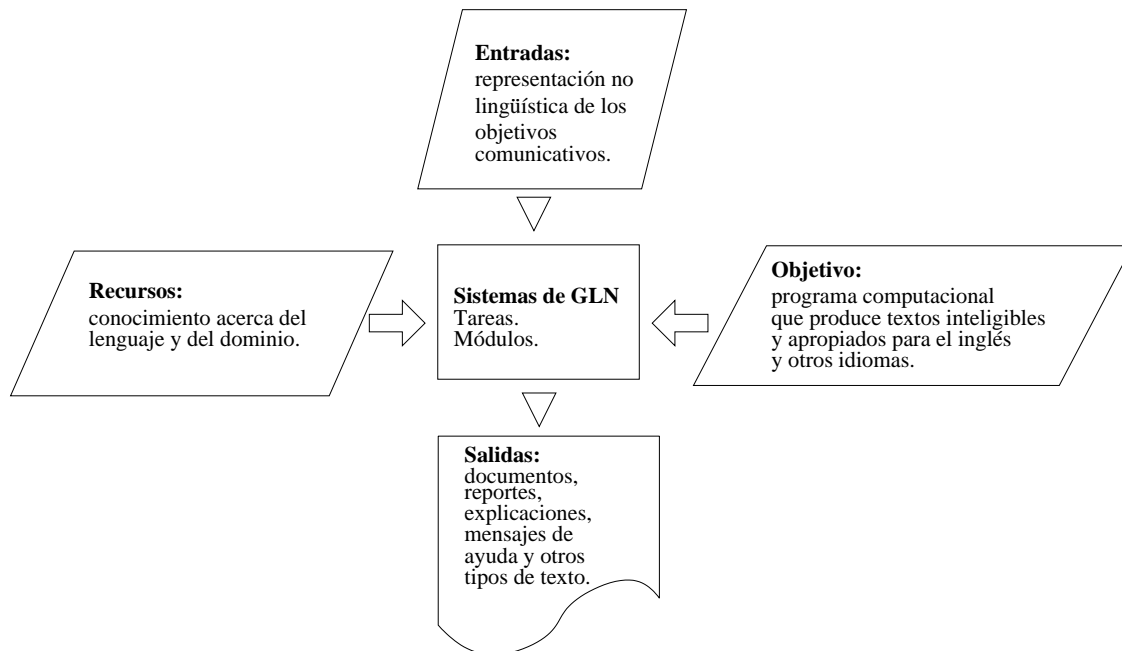 Entradas:
representación no
lingüística de los
objetivos
comunicativos.
Recursos:
conocimiento acerca del
lenguaje y del dominio.
Sistemas de GLN
Tareas.
Módulos.
Objetivo:
programa computacional
que produce textos inteligibles
y apropiados para el inglés
y otros idiomas.
Salidas:
documentos,
reportes,
explicaciones,
mensajes de
ayuda y otros
tipos de texto.